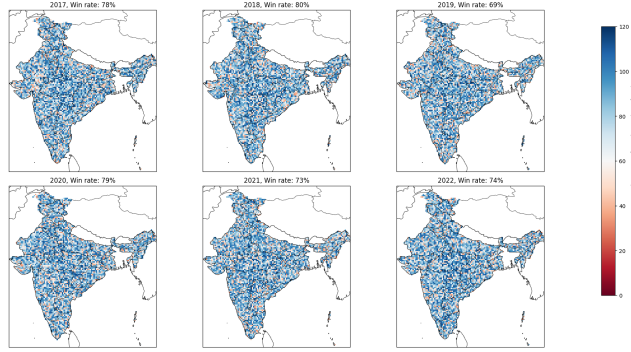 2017, Win rate: 78%
2018, Win rate: 80%
2019, Win rate: 69%
120
100
80
60
40
20
0
2020, Win rate: 79%
2021, Win rate: 73%
2022, Win rate: 74%